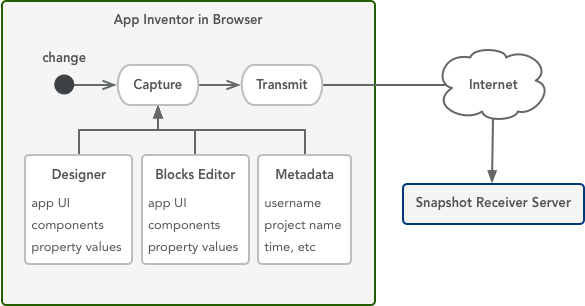 App Inventor in Browser
change
Capture
Transmit
Internet
Designer
app UI
components
property values
Blocks Editor
app UI
components
property values
Metadata
username
project name
time, etc
Snapshot Receiver Server